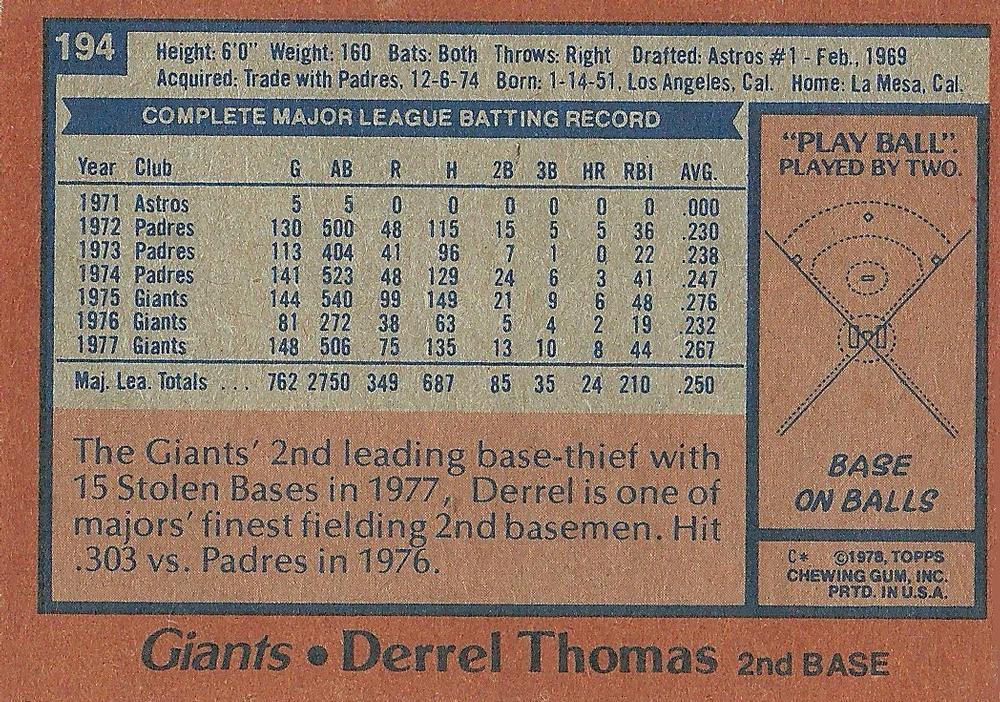 194
Height: 6'0" Weight: 160 Bats: Both Throws: Right Drafted: Astros #1 - Feb., 1969
Acquired: Trade with Padres, 12-6-74 Born: 1-14-51, Los Angeles, Cal. Home: La Mesa, Cal.
COMPLETE MAJOR LEAGUE BATTING RECORD
Year Club G AB R H 2B 3B HR RBI AVG.
1971 Astros 5 5 0 0 0 0 0 0 .000
1972 Padres 130 500 48 115 15 5 5 36 .230
1973 Padres 113 404 41 96 7 1 0 22 .238
1974 Padres 141 523 48 129 24 6 3 41 .247
1975 Giants 144 540 99 149 21 9 6 48 .276
1976 Giants 81 272 38 63 5 4 2 19 .232
1977 Giants 148 506 75 135 13 10 8 44 .267
Maj. Lea. Totals ... 762 2750 349 687 85 35 24 210 .250
The Giants' 2nd leading base-thief with
15 Stolen Bases in 1977, Derrel is one of
majors' finest fielding 2nd basemen. Hit
.303 vs. Padres in 1976.
"PLAY BALL".
PLAYED BY TWO.
BASE
ON BALLS
C* ©1978, TOPPS
CHEWING GUM, INC.
PRTD. IN U.S.A.
Giants • Derrel Thomas 2nd BASE